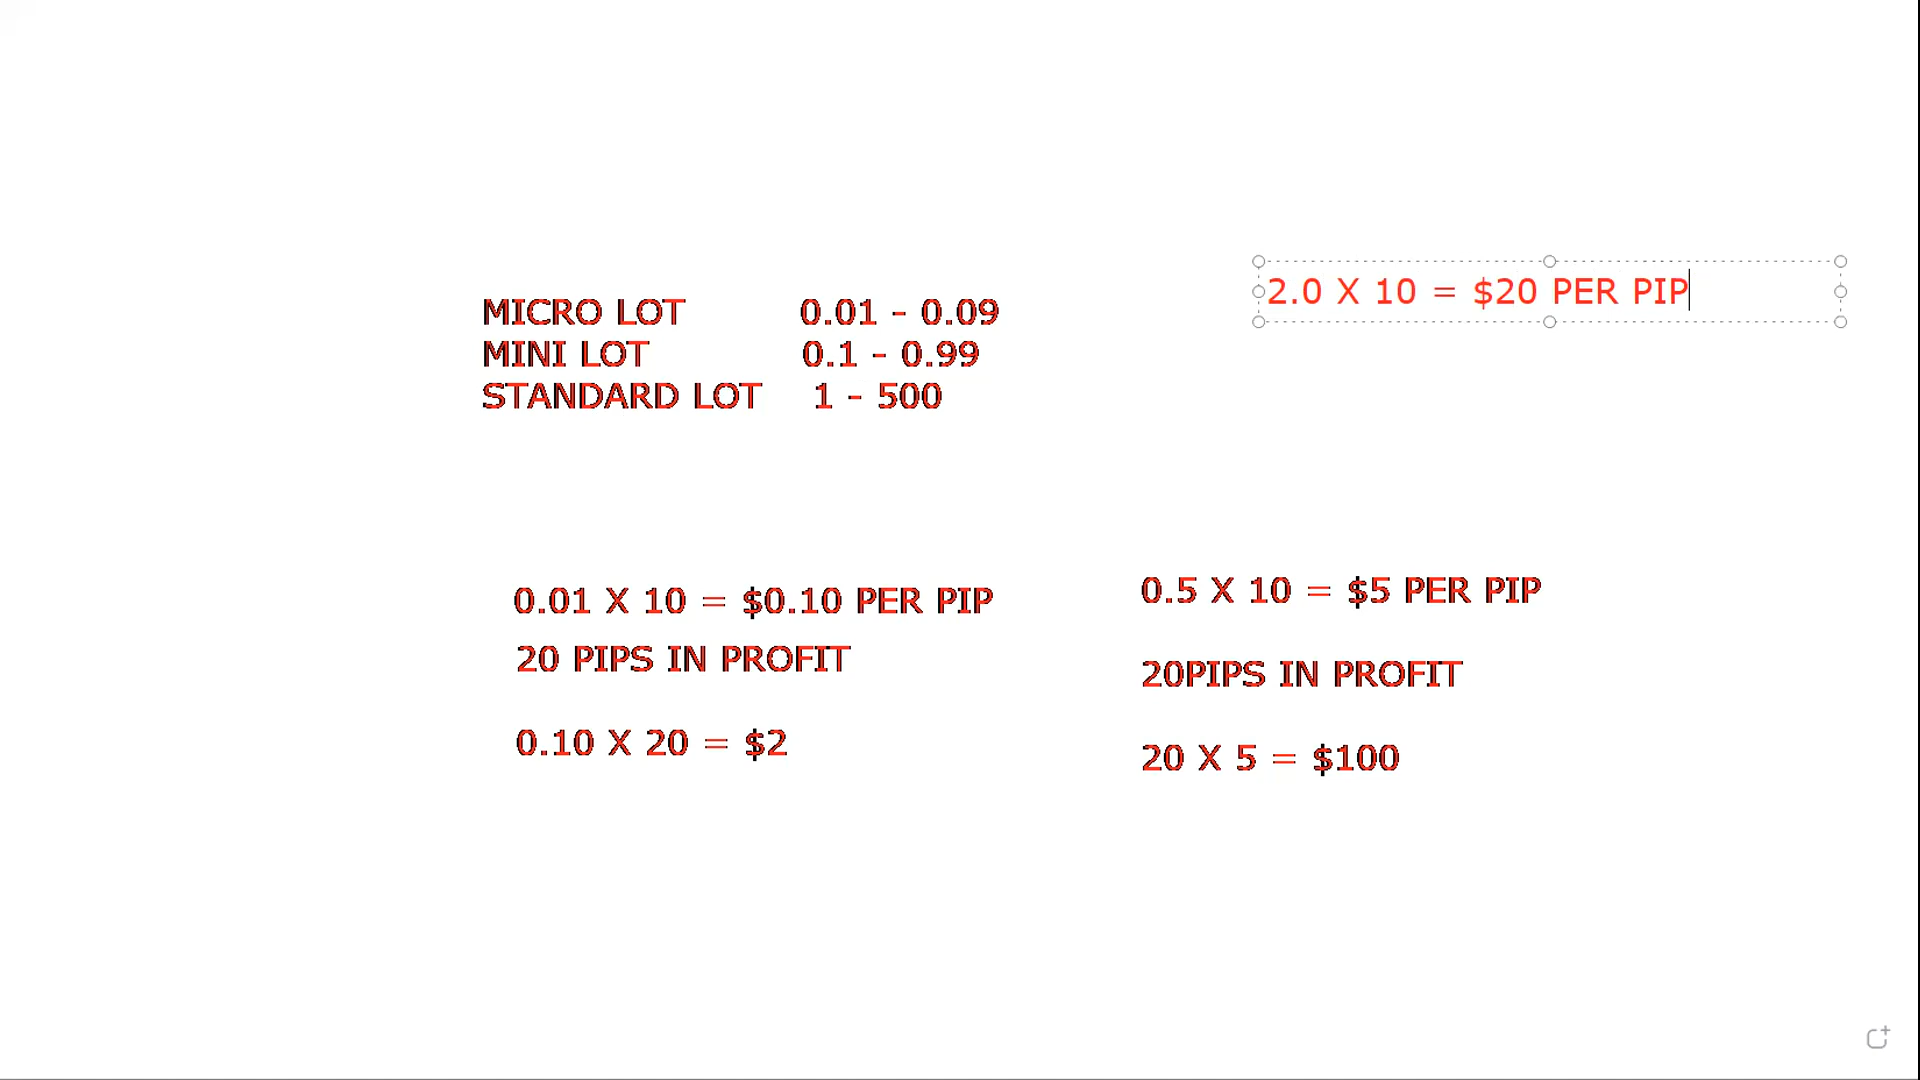 MICRO LOT 0.01 - 0.09
MINI LOT 0.1 - 0.99
STANDARD LOT 1 - 500
2.0 X 10 = $20 PER PIP
0.01 X 10 = $0.10 PER PIP
20 PIPS IN PROFIT
0.10 X 20 = $2
0.5 X 10 = $5 PER PIP
20PIPS IN PROFIT
20 X 5 = $100